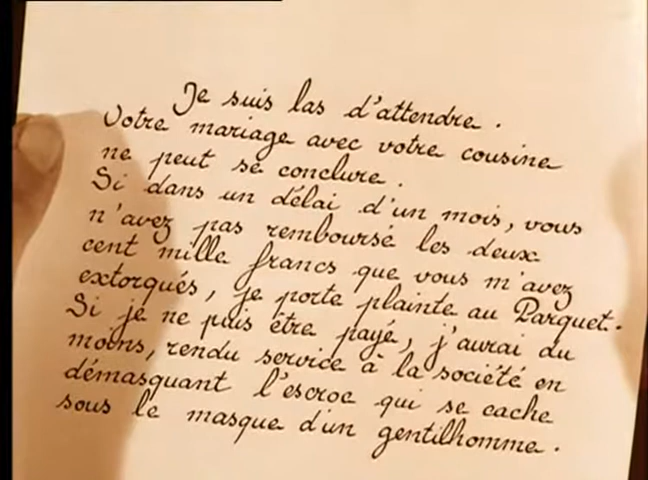 Je suis las d'attendre.
Votre mariage avec votre cousine
ne peut se conclure.
Si dans un délai d'un mois, vous
n'avez pas remboursé les deux
cent mille francs que vous m'avez
extorqués, je porte plainte au Parquet.
Si je ne puis être payé, j'aurai du
moins, rendu service à la société en
démasquant l'escroc qui se cache
sous le masque d'un gentilhomme.